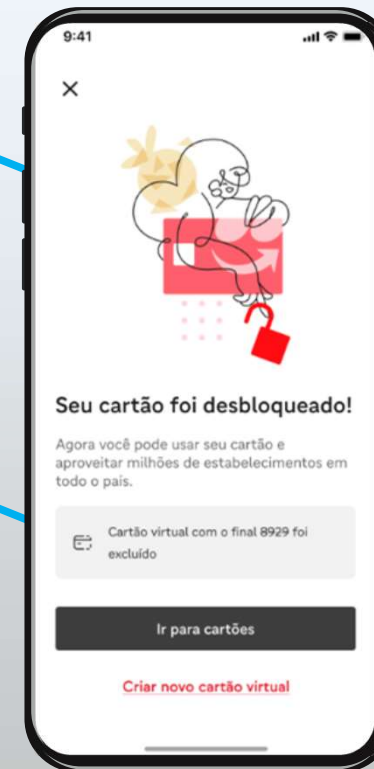 9:41
Seu cartão foi desbloqueado!
Agora você pode usar seu cartão e
aproveitar milhões de estabelecimentos em
todo o país.
Cartão virtual com o final 8929 foi
excluído
Ir para cartões
Criar novo cartão virtual